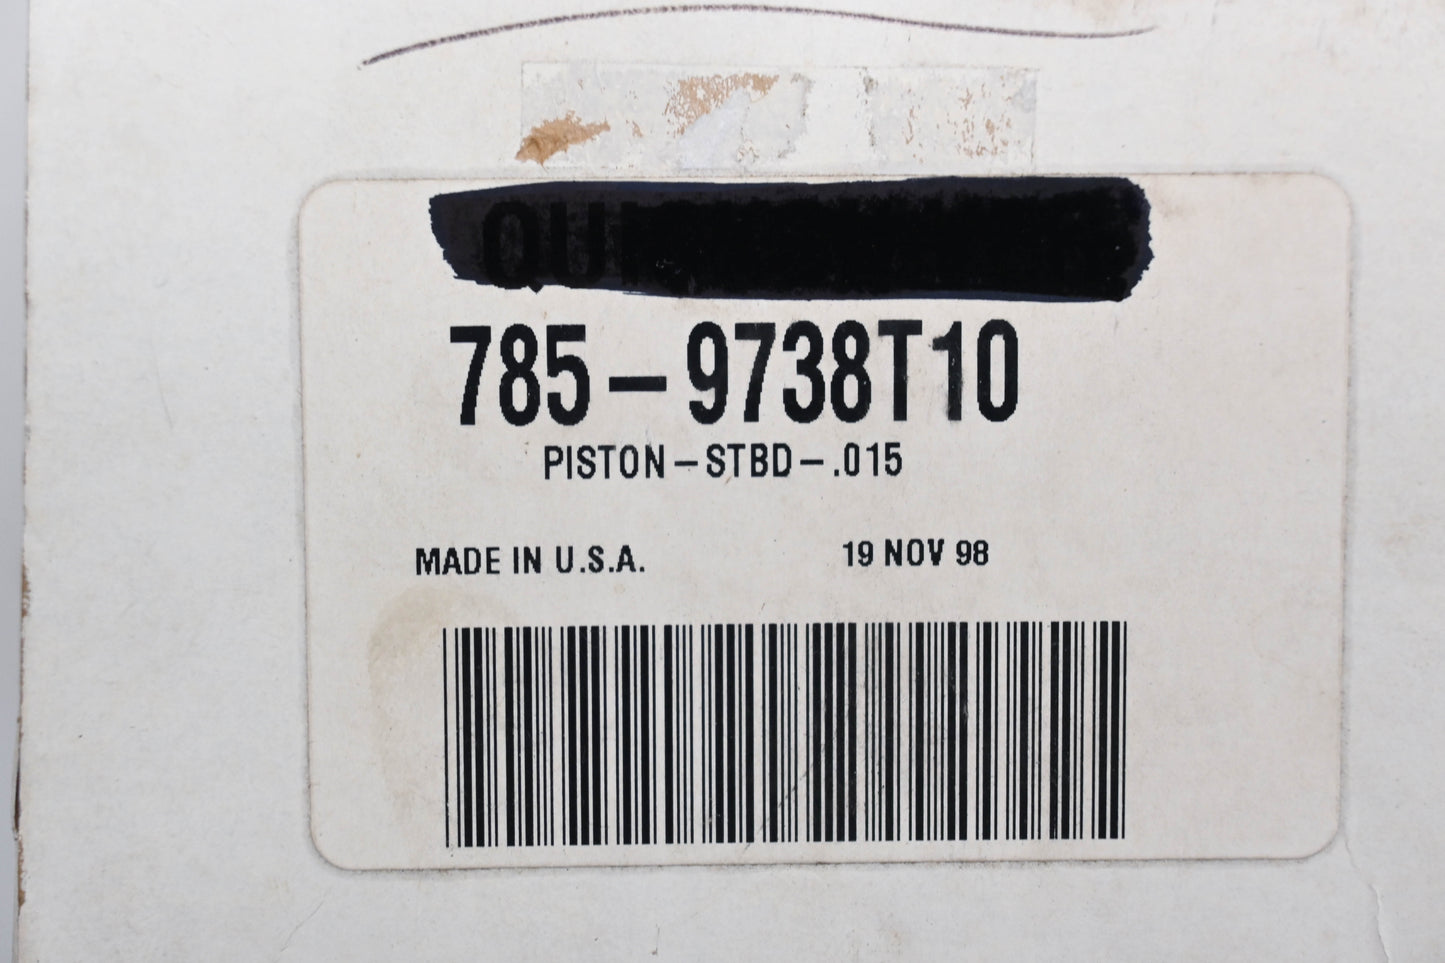 785-9738T10
PISTON-STBD-.015
MADE IN U.S.A. 19 NOV 98